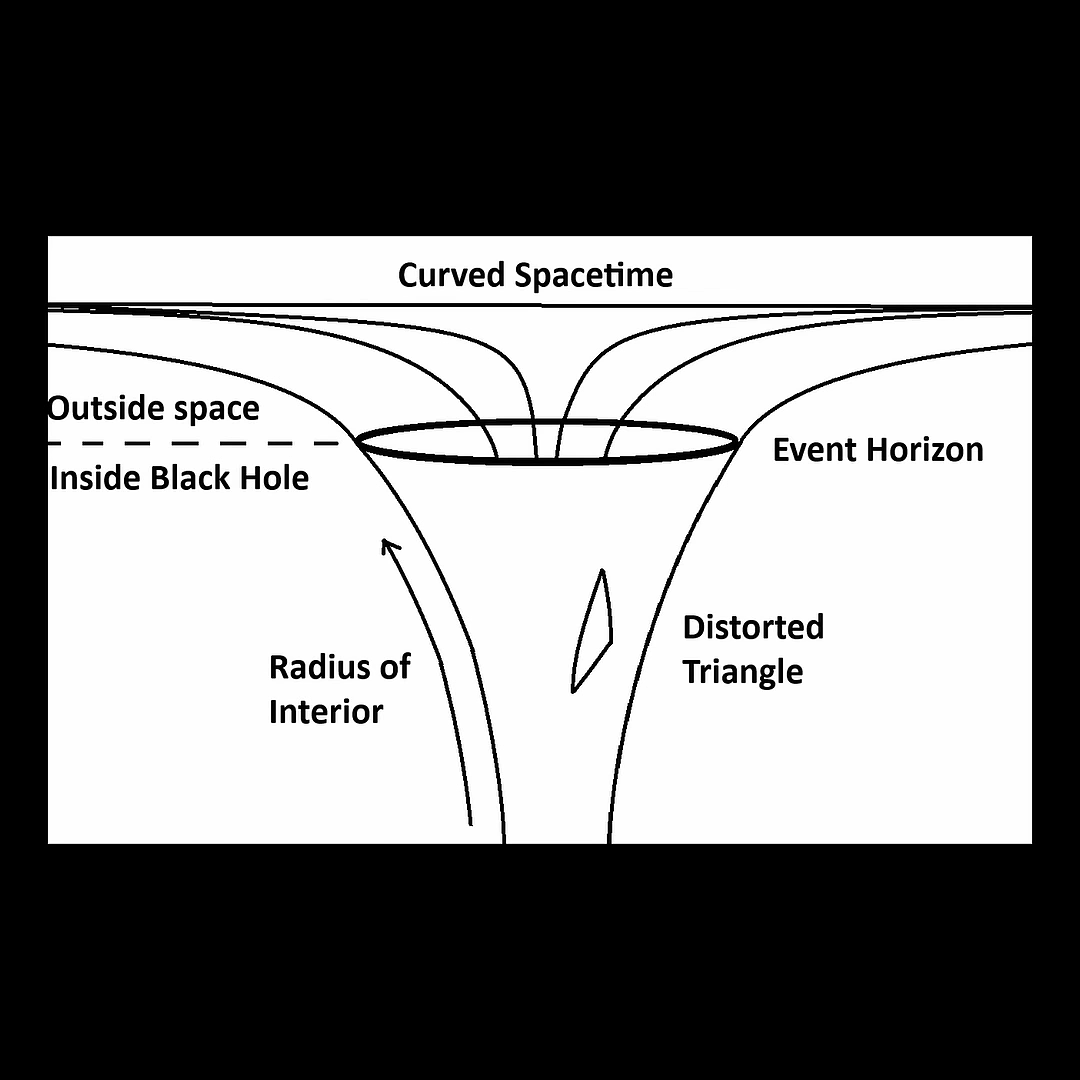 Curved Spacetime
Outside space
Inside Black Hole
Event Horizon
Radius of
Interior
Distorted
Triangle